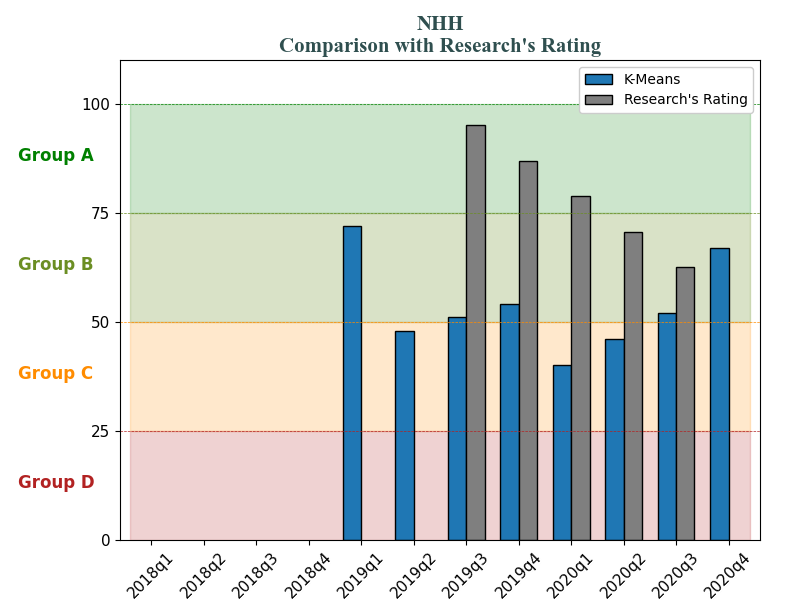 NHH
Comparison with Research's Rating
K-Means
Research's Rating
100
Group A
75
Group B
50
Group C
25
Group D
0
2018q1
2018q2
2018q3
2018q4
2019q1
2019q2
2019q3
2019q4
2020q1
2020q2
2020q3
2020q4